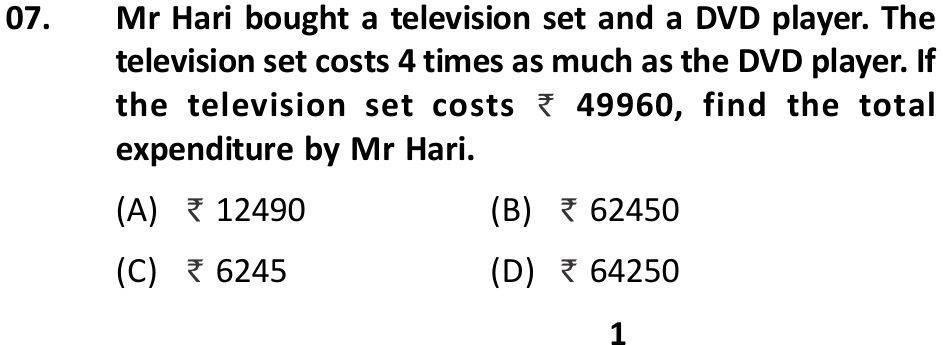 07. Mr Hari bought a television set and a DVD player. The
television set costs 4 times as much as the DVD player. If
the television set costs ₹ 49960, find the total
expenditure by Mr Hari.
(A) ₹ 12490 (B) ₹ 62450
(C) ₹ 6245 (D) ₹ 64250
1